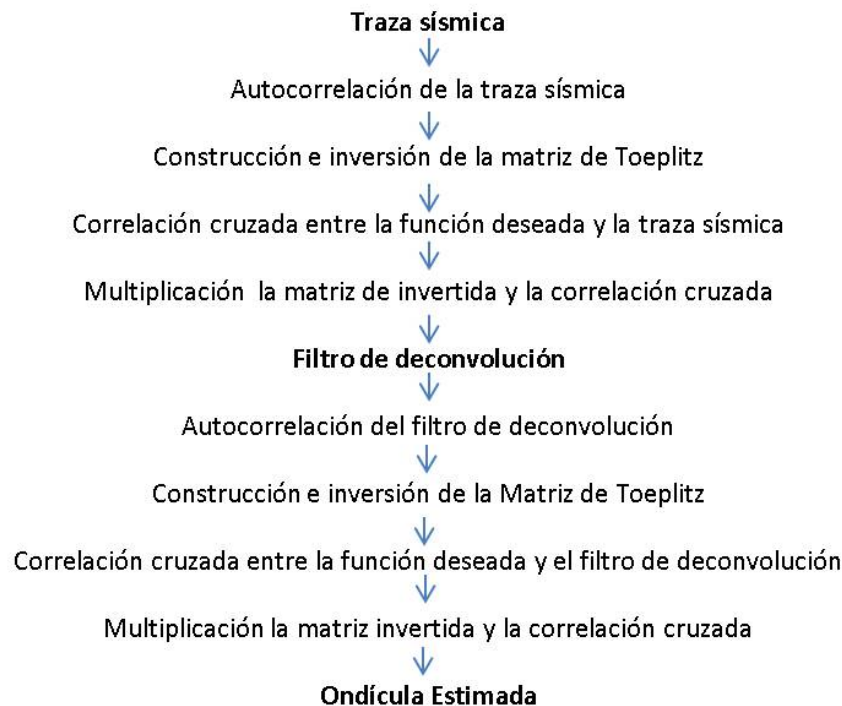 Traza sísmica
Autocorrelación de la traza sísmica
Construcción e inversión de la matriz de Toeplitz
Correlación cruzada entre la función deseada y la traza sísmica
Multiplicación la matriz de invertida y la correlación cruzada
Filtro de deconvolución
Autocorrelación del filtro de deconvolución
Construcción e inversión de la Matriz de Toeplitz
Correlación cruzada entre la función deseada y el filtro de deconvolución
Multiplicación la matriz invertida y la correlación cruzada
Ondícula Estimada